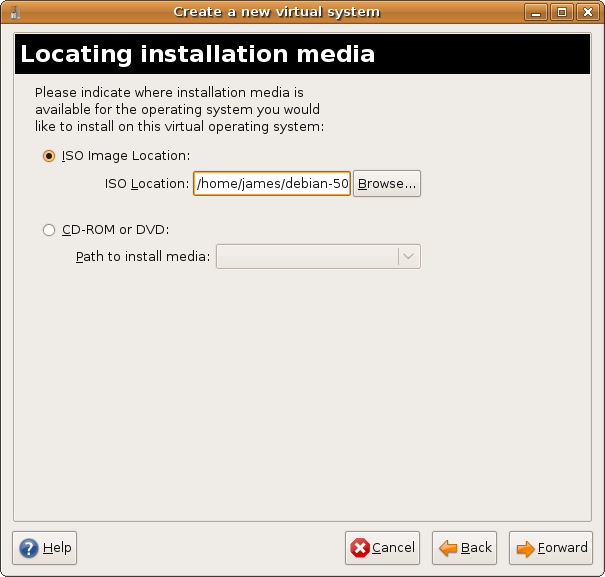 Create a new virtual system
Locating installation media
Please indicate where installation media is
available for the operating system you would
like to install on this virtual operating system:
ISO Image Location:
ISO Location: /home/james/debian-50 Browse...
CD-ROM or DVD:
Path to install media:
Help Cancel Back Forward